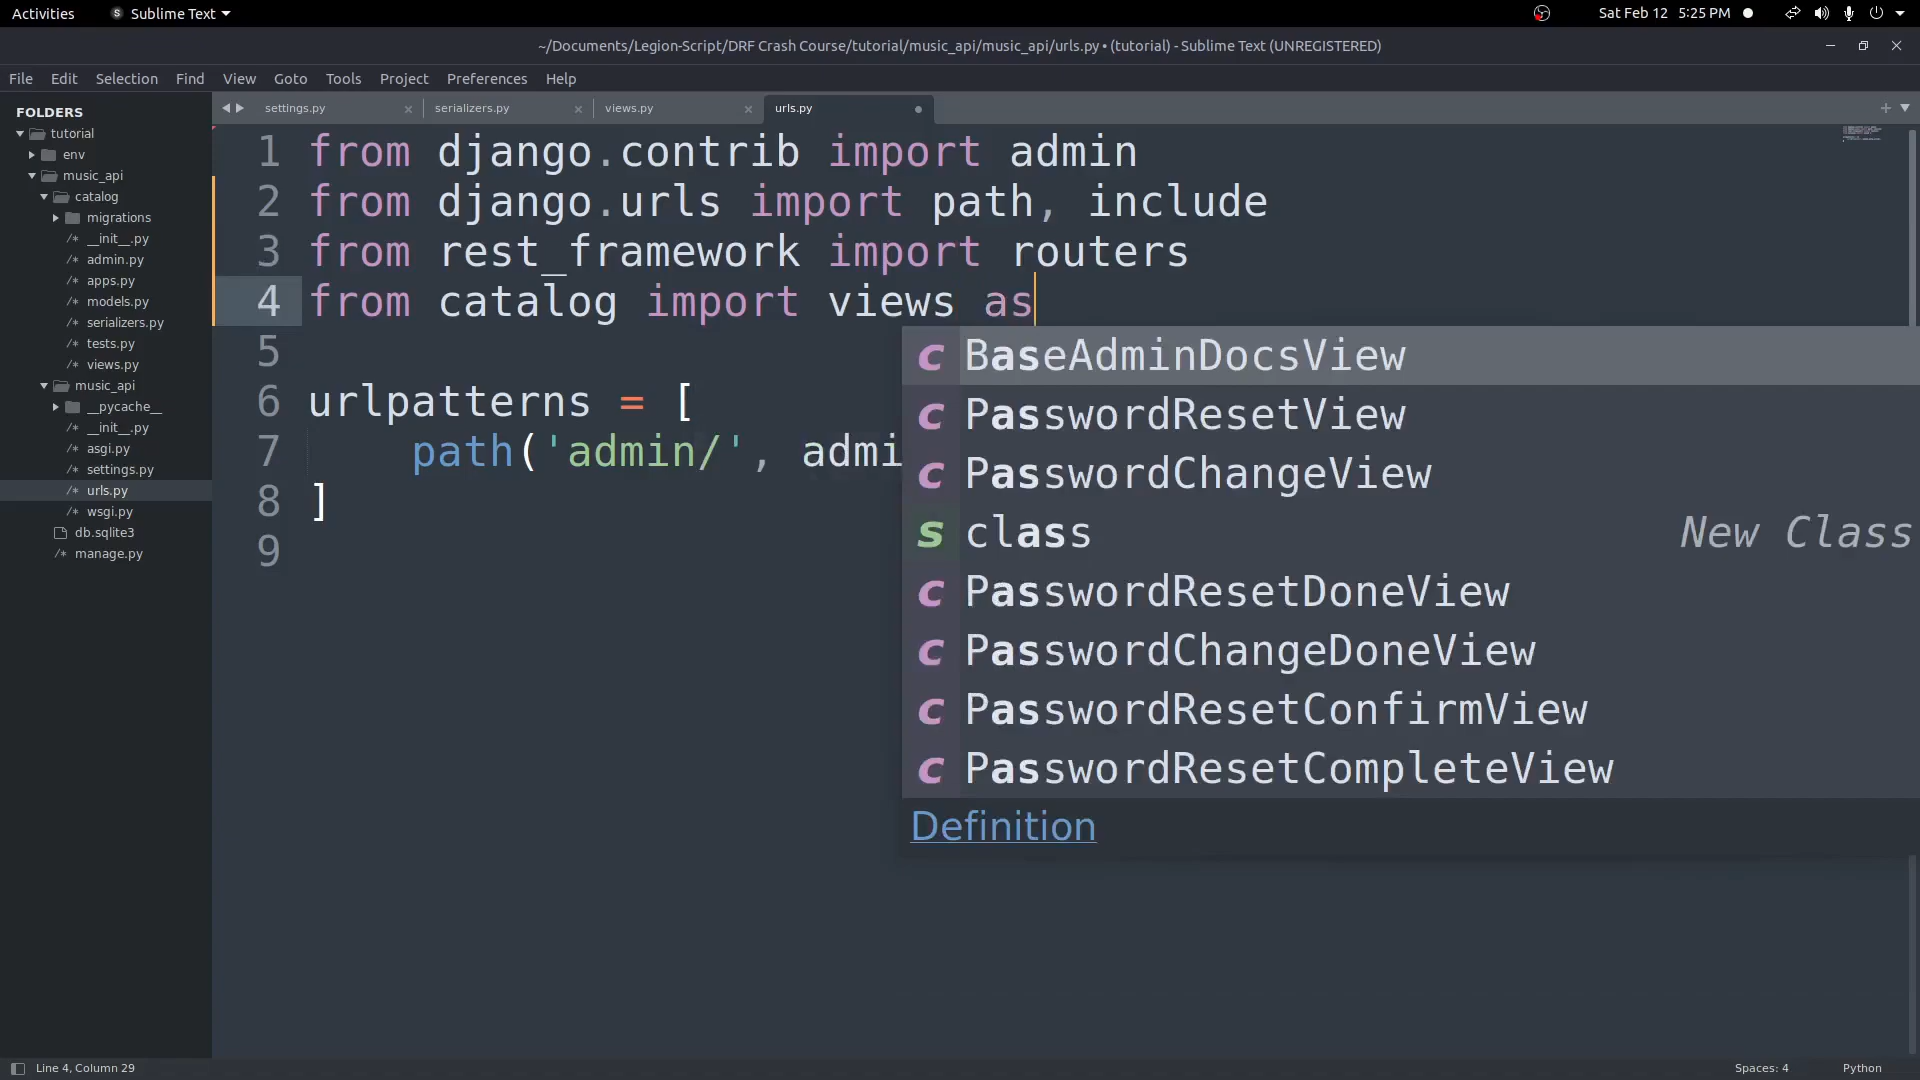 Activities
Sublime Text
Sat Feb 12 5:25 PM
~/Documents/Legion-Script/DRF Crash Course/tutorial/music_api/music_api/urls.py • (tutorial) - Sublime Text (UNREGISTERED)
File Edit Selection Find View Goto Tools Project Preferences Help
FOLDERS
tutorial
env
music_api
catalog
migrations
/* __init__.py
/* admin.py
/* apps.py
/* models.py
/* serializers.py
/* tests.py
/* views.py
music_api
__pycache__
/* __init__.py
/* asgi.py
/* settings.py
/* urls.py
/* wsgi.py
db.sqlite3
/* manage.py
settings.py
serializers.py
views.py
urls.py
1 from django.contrib import admin
2 from django.urls import path, include
3 from rest_framework import routers
4 from catalog import views as
5
6 urlpatterns = [
7 path('admin/', admi
8 ]
9
c BaseAdminDocsView
c PasswordResetView
c PasswordChangeView
s class New Class
c PasswordResetDoneView
c PasswordChangeDoneView
c PasswordResetConfirmView
c PasswordResetCompleteView
Definition
Line 4, Column 29
Spaces: 4
Python